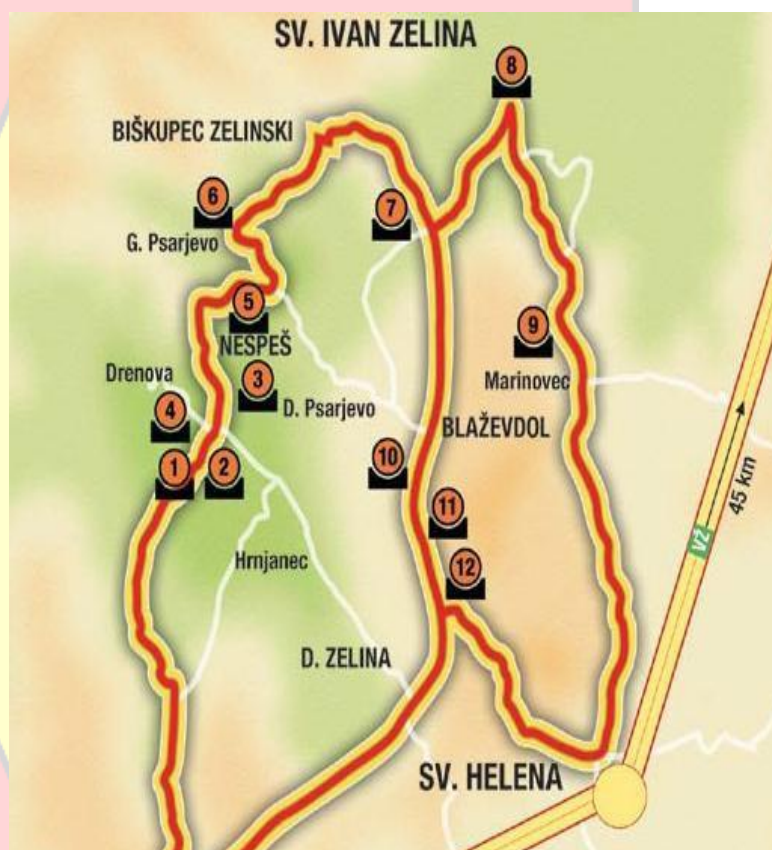 SV. IVAN ZELINA
8
BIŠKUPEC ZELINSKI
6
7
G. Psarjevo
5
9
NESPEŠ
Drenova
3
Marinovec
D. Psarjevo
4
BLAŽEVDOL
1
2
10
45 km
11
VŽ
Hrnjanec
12
D. ZELINA
SV. HELENA